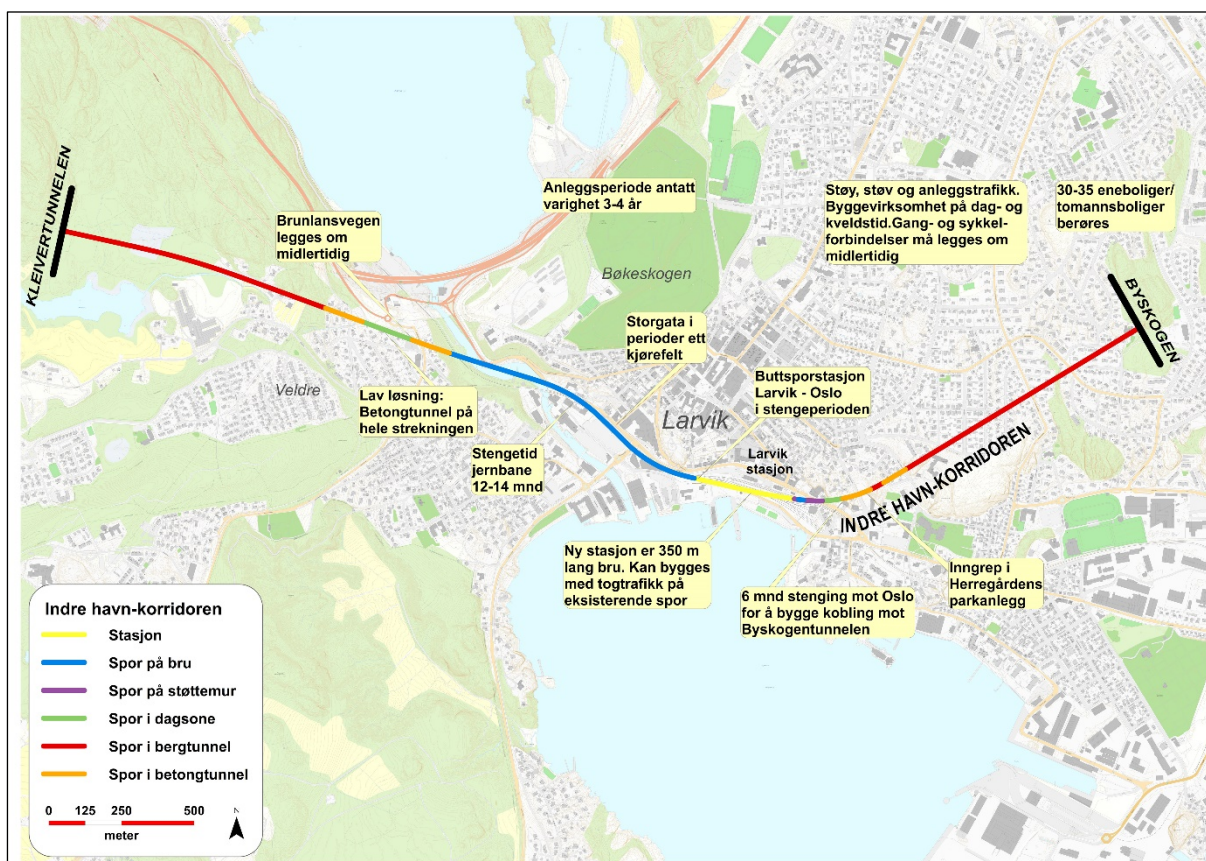 KLEIVERTUNNELEN
Brunlansvegen
legges om
midlertidig
Anleggsperiode antatt
varighet 3-4 år
Støy, støv og anleggstrafikk.
Byggevirksomhet på dag- og
kveldstid.Gang- og sykkel-
forbindelser må legges om
midlertidig
30-35 eneboliger/
tomannsboliger
berøres
Bøkeskogen
BYSKOGEN
Storgata i
perioder ett
kjørefelt
Veldre
Lav løsning:
Betongtunnel på
hele strekningen
Buttsporstasjon
Larvik - Oslo
i stengeperioden
Larvik
Stengetid
jernbane
12-14 mnd
Larvik
stasjon
INDRE HAVN-KORRIDOREN
Ny stasjon er 350 m
lang bru. Kan bygges
med togtrafikk på
eksisterende spor
6 mnd stenging mot Oslo
for å bygge kobling mot
Byskogentunnelen
Inngrep i
Herregårdens
parkanlegg
Indre havn-korridoren
Stasjon
Spor på bru
Spor på støttemur
Spor i dagsone
Spor i bergtunnel
Spor i betongtunnel
0 125 250 500
meter
N